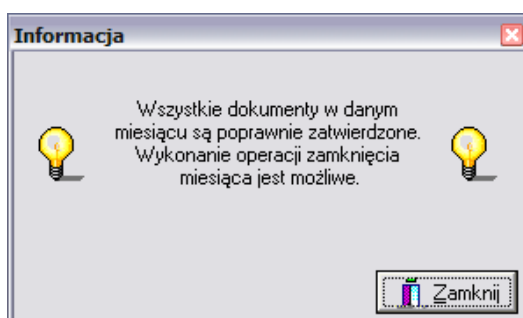 Informacja
Wszystkie dokumenty w danym
miesiącu są poprawnie zatwierdzone.
Wykonanie operacji zamknięcia
miesiąca jest możliwe.
Zamknij